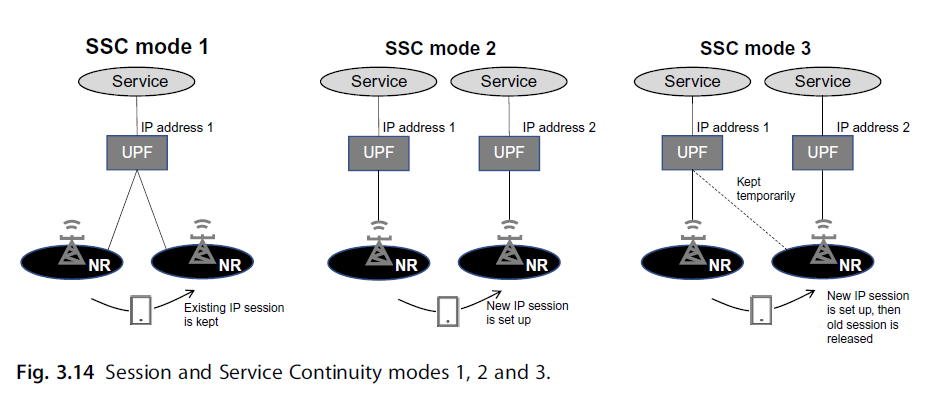 SSC mode 1
Service
IP address 1
UPF
NR
NR
Existing IP session
is kept
SSC mode 2
Service
Service
IP address 1
IP address 2
UPF
UPF
NR
NR
New IP session
is set up
SSC mode 3
Service
Service
IP address 1
IP address 2
UPF
UPF
Kept
temporarily
NR
NR
New IP session
is set up, then
old session is
released
Fig. 3.14 Session and Service Continuity modes 1, 2 and 3.